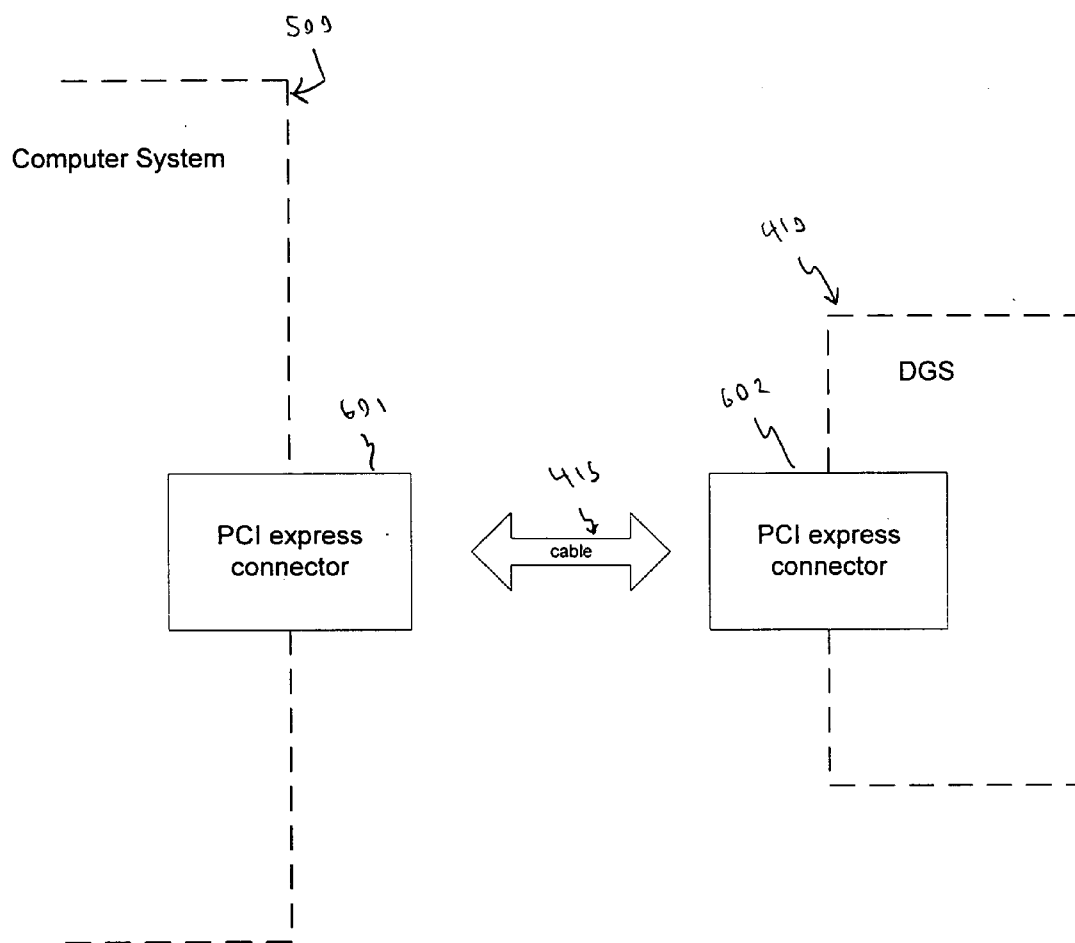 500
Computer System
410
DGS
601
602
415
PCI express
connector
cable
PCI express
connector